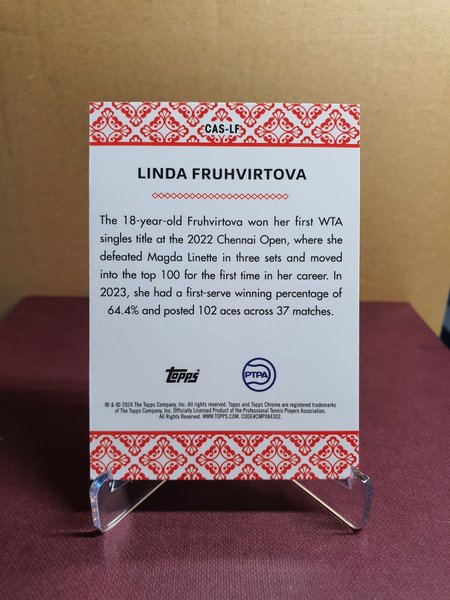 CAS-LF
LINDA FRUHVIRTOVA
The 18-year-old Fruhvirtova won her first WTA
singles title at the 2022 Chennai Open, where she
defeated Magda Linette in three sets and moved
into the top 100 for the first time in her career. In
2023, she had a first-serve winning percentage of
64.4% and posted 102 aces across 37 matches.
Topps
PTPA
® & © 2024 The Topps Company, Inc. All rights reserved. Topps and Topps Chrome are registered trademarks
of The Topps Company, Inc. Officially Licensed Product of the Professional Tennis Players Association.
All Rights Reserved. WWW.TOPPS.COM. CODE#CMP084302.